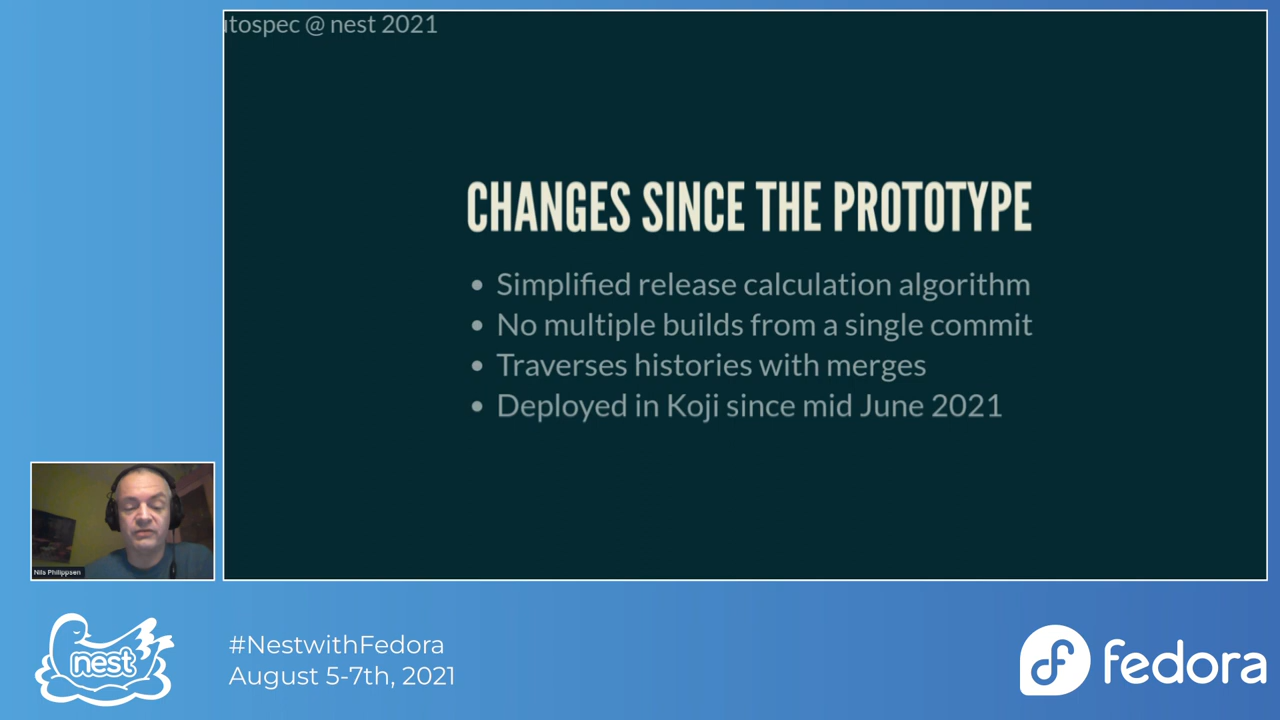 utospec @ nest 2021
CHANGES SINCE THE PROTOTYPE
• Simplified release calculation algorithm
• No multiple builds from a single commit
• Traverses histories with merges
• Deployed in Koji since mid June 2021
Nils Philippsen
nest
#NestwithFedora
August 5-7th, 2021
fedora